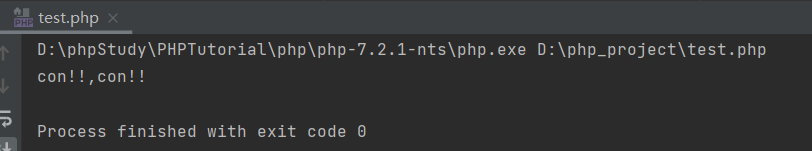 test.php
D:\phpStudy\PHPTutorial\php\php-7.2.1-nts\php.exe D:\php_project\test.php
con!!,con!!
Process finished with exit code 0